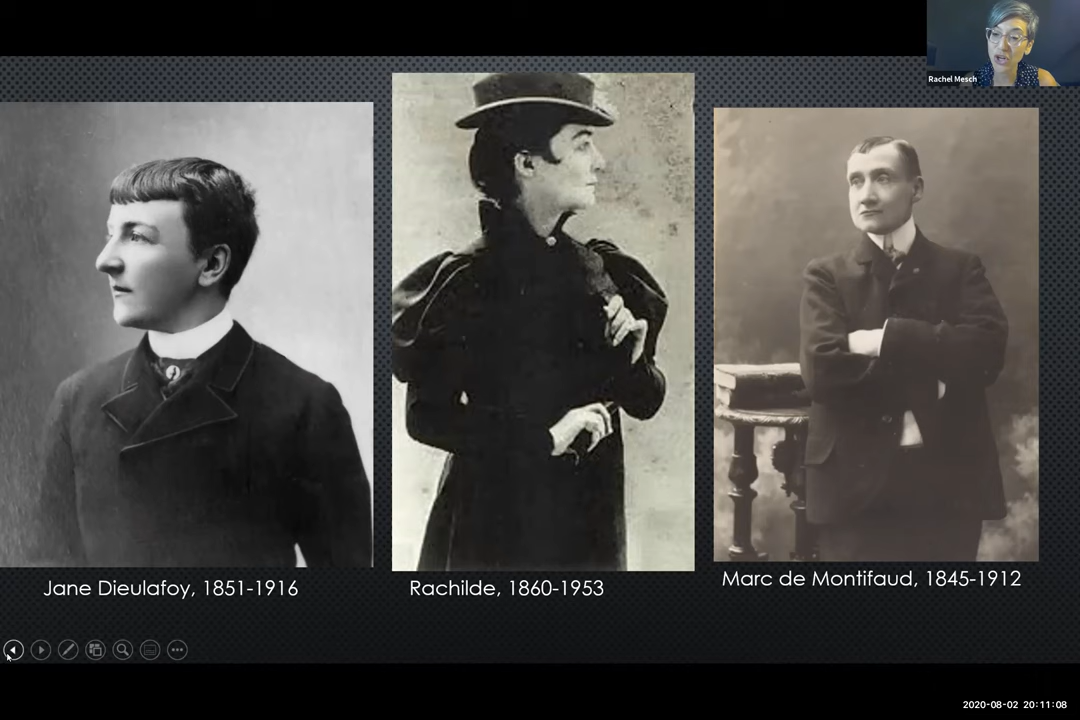 Rachel Mesch
Jane Dieulafoy, 1851-1916
Rachilde, 1860-1953
Marc de Montifaud, 1845-1912
2020-08-02 20:11:08